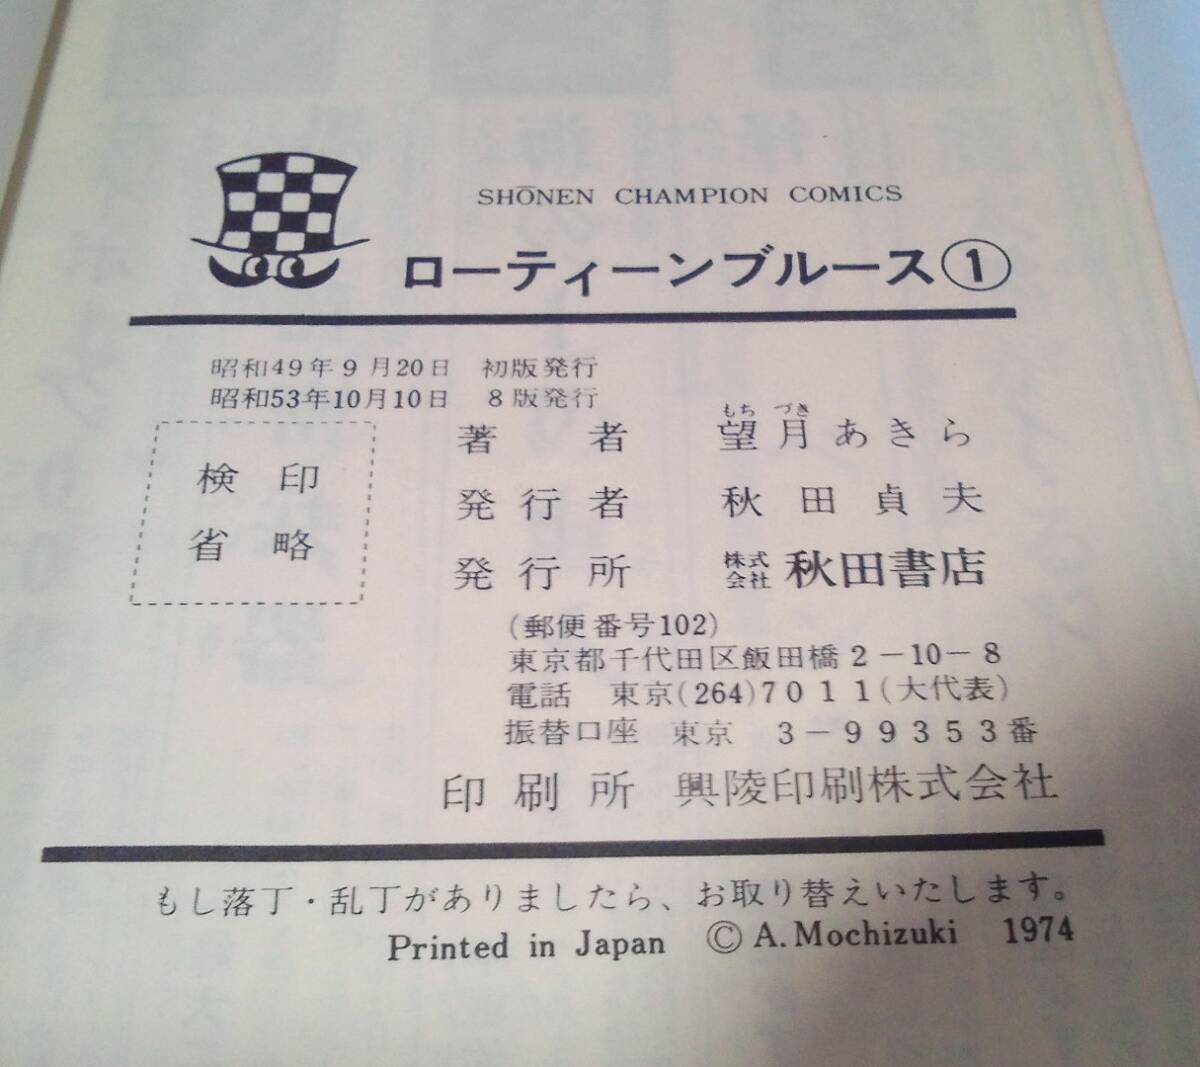 SHŌNEN CHAMPION COMICS
ローティーンブルース①
昭和49年9月20日 初版発行
昭和53年10月10日 8版発行
検印
省略
著者 望月あきら
もち づき
発行者 秋田貞夫
発行所 株式会社 秋田書店
(郵便番号102)
東京都千代田区飯田橋2-10-8
電話 東京(264)7011(大代表)
振替口座 東京 3-99353番
印刷所 興陵印刷株式会社
もし落丁・乱丁がありましたら、お取り替えいたします。
Printed in Japan © A. Mochizuki 1974